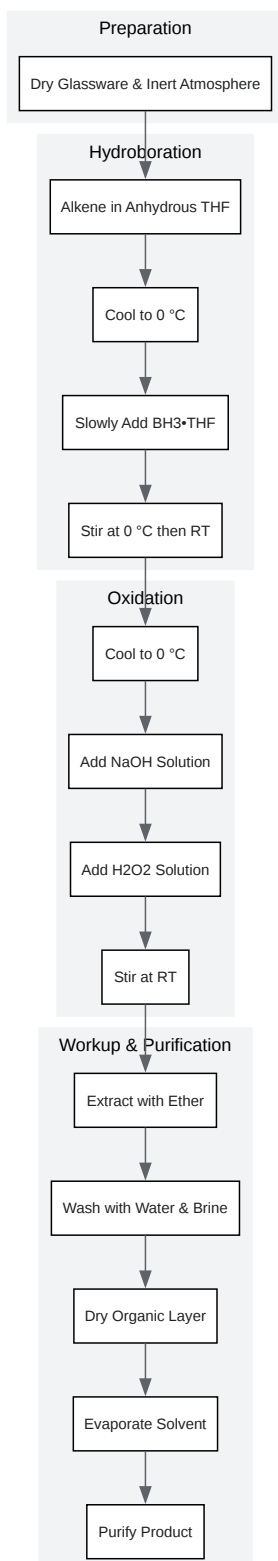 Preparation
Dry Glassware & Inert Atmosphere
Hydroboration
Alkene in Anhydrous THF
Cool to 0 °C
Slowly Add BH3•THF
Stir at 0 °C then RT
Oxidation
Cool to 0 °C
Add NaOH Solution
Add H2O2 Solution
Stir at RT
Workup & Purification
Extract with Ether
Wash with Water & Brine
Dry Organic Layer
Evaporate Solvent
Purify Product